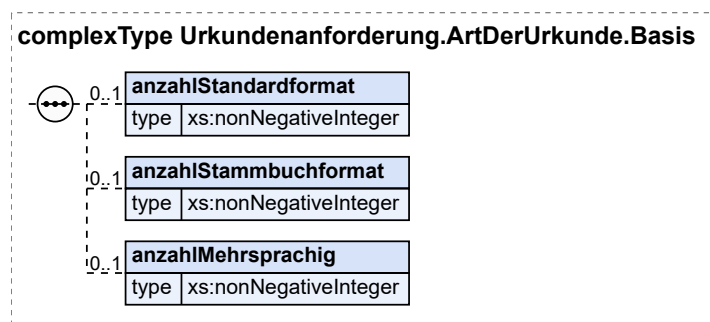 complexType Urkundenanforderung.ArtDerUrkunde.Basis
0..1 anzahlStandardformat
type xs:nonNegativeInteger
0..1 anzahlStammbuchformat
type xs:nonNegativeInteger
0..1 anzahlMehrsprachig
type xs:nonNegativeInteger